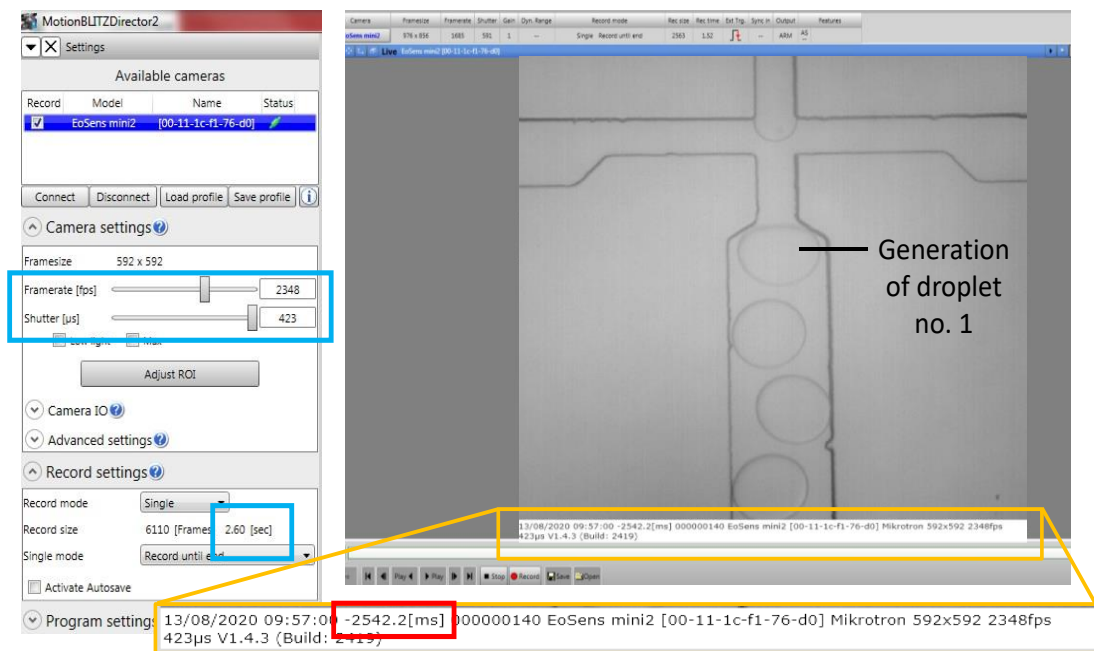 MotionBLITZDirector2
Settings
Available cameras
Record Model Name Status
EoSens mini2 [00-11-1c-f1-76-d0]
Connect Disconnect Load profile Save profile
Camera settings
Framesize 592 x 592
Framerate [fps] 2348
Shutter [µs] 423
Low light Max
Adjust ROI
Camera IO
Advanced settings
Record settings
Record mode Single
Record size 6110 [Frames 2.60 [sec]
Single mode Record until end
Activate Autosave
Program settings
Camera Framesize Framerate Shutter Gain Dyn. Range Record mode Rec size Rec time Ext Trg. Sync in Output Features
EoSens mini2 976 x 856 1685 591 1 -- Single Record until end 2563 1.52 -- ARM AS
Live EoSens mini2 [00-11-1c-f1-76-d0]
Generation
of droplet
no. 1
13/08/2020 09:57:00 -2542.2[ms] 000000140 EoSens mini2 [00-11-1c-f1-76-d0] Mikrotron 592x592 2348fps
423µs V1.4.3 (Build: 2419)
Play Play Stop Record Save Open
13/08/2020 09:57:00 -2542.2[ms] 000000140 EoSens mini2 [00-11-1c-f1-76-d0] Mikrotron 592x592 2348fps
423µs V1.4.3 (Build: 2419)